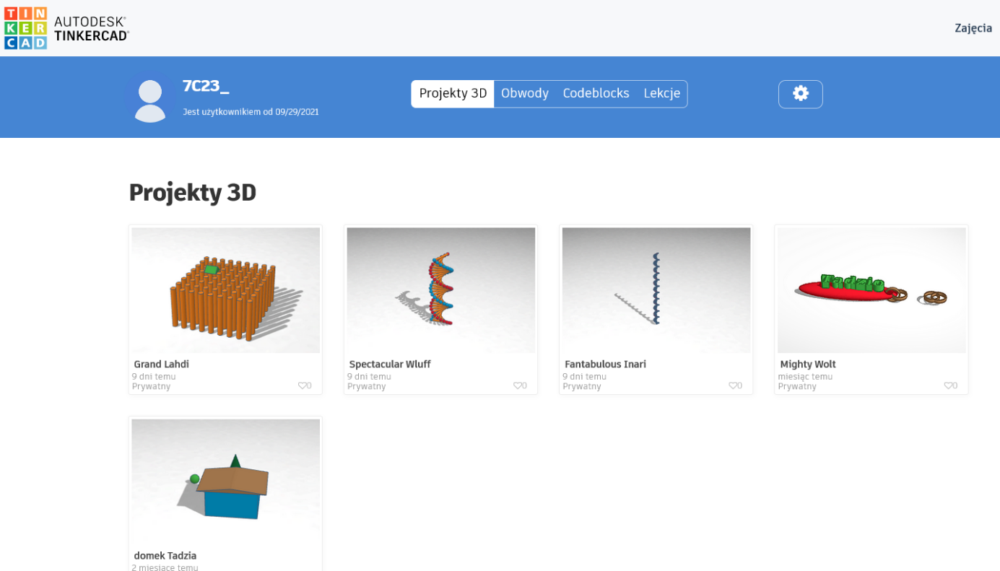 TIN
KER
CAD
AUTODESK®
TINKERCAD®
Zajęcia
7C23_
Jest użytkownikiem od 09/29/2021
Projekty 3D
Obwody
Codeblocks
Lekcje
Projekty 3D
Grand Lahdi
9 dni temu
Prywatny
0
Spectacular Wluff
9 dni temu
Prywatny
0
Fantabulous Inari
9 dni temu
Prywatny
0
Mighty Wolt
miesiąc temu
Prywatny
0
domek Tadzia
2 miesiące temu